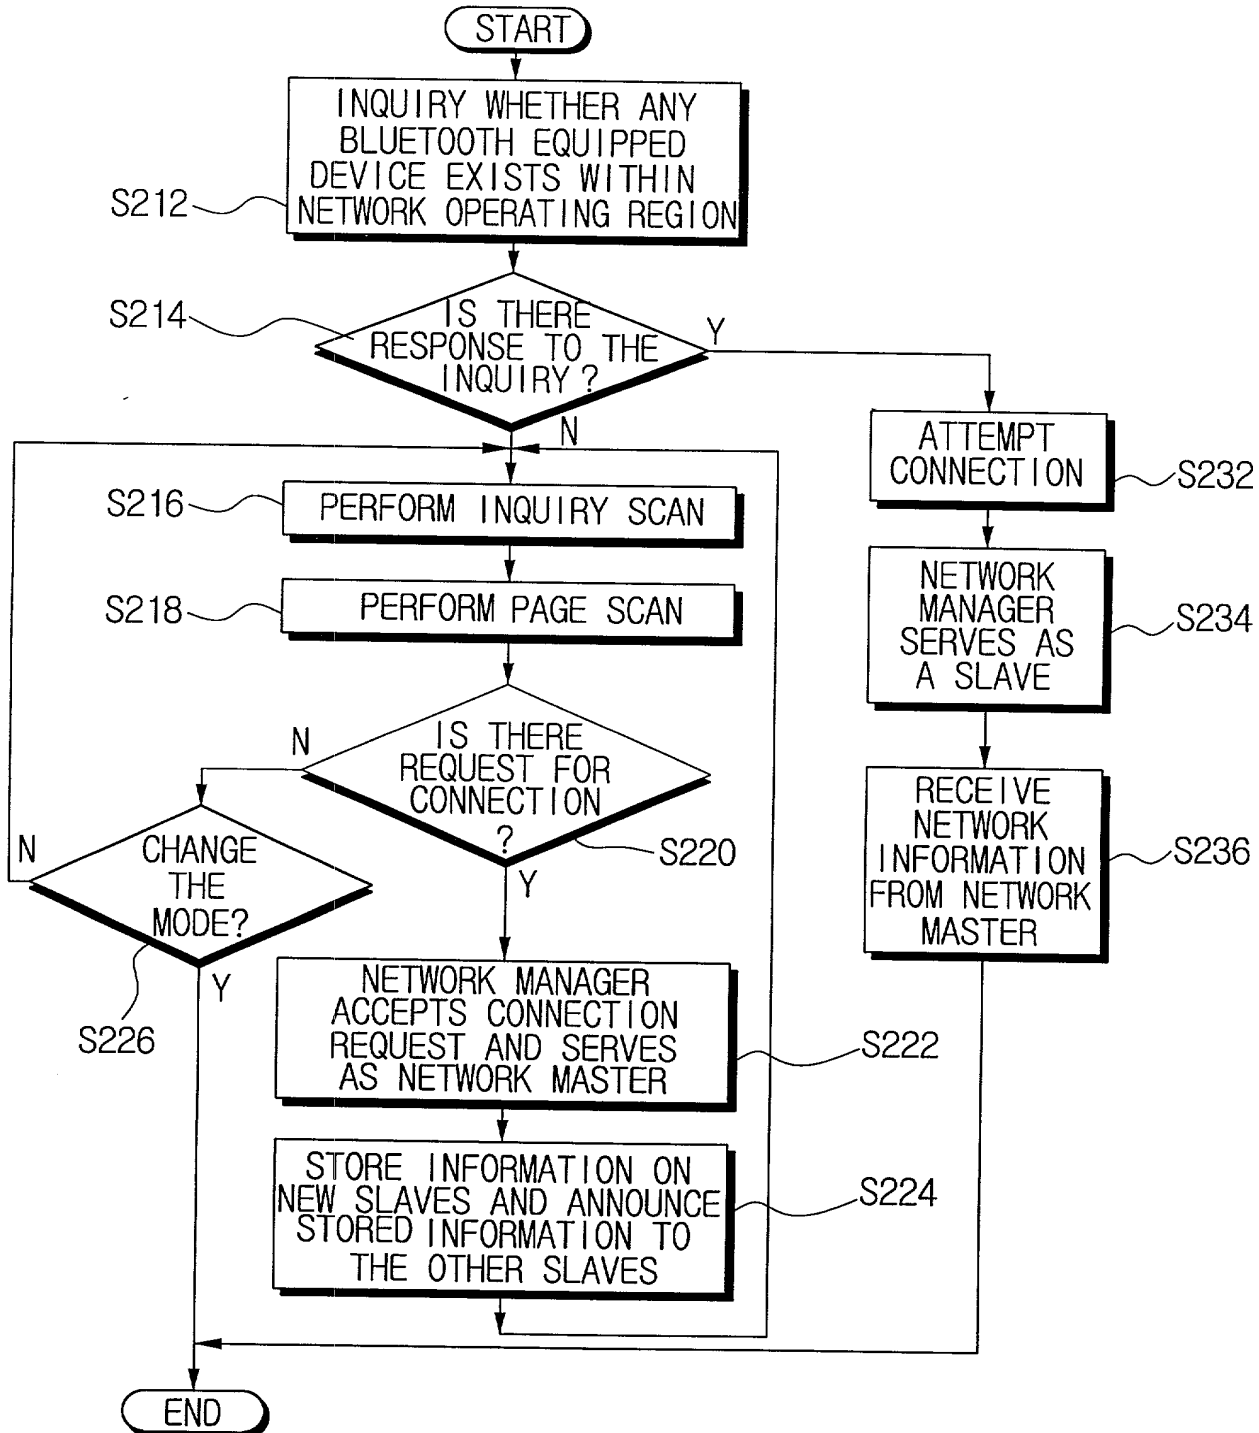 START
INQUIRY WHETHER ANY
BLUETOOTH EQUIPPED
DEVICE EXISTS WITHIN
NETWORK OPERATING REGION
S212
S214
IS THERE
RESPONSE TO THE
INQUIRY?
Y
N
ATTEMPT
CONNECTION
S232
S216
PERFORM INQUIRY SCAN
S218
PERFORM PAGE SCAN
NETWORK
MANAGER
SERVES AS
A SLAVE
S234
N
IS THERE
REQUEST FOR
CONNECTION
?
S220
Y
RECEIVE
NETWORK
INFORMATION
FROM NETWORK
MASTER
S236
N
CHANGE
THE
MODE?
Y
S226
NETWORK MANAGER
ACCEPTS CONNECTION
REQUEST AND SERVES
AS NETWORK MASTER
S222
STORE INFORMATION ON
NEW SLAVES AND ANNOUNCE
STORED INFORMATION TO
THE OTHER SLAVES
S224
END